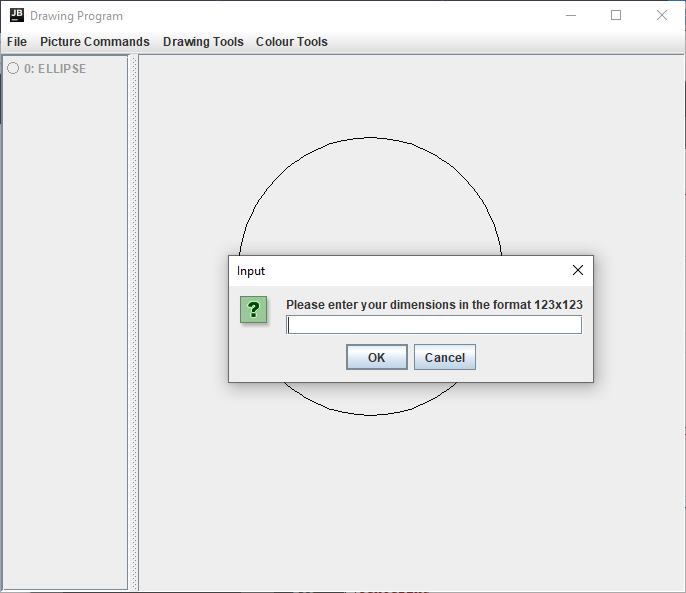 JB Drawing Program
File Picture Commands Drawing Tools Colour Tools
0: ELLIPSE
Input
? Please enter your dimensions in the format 123x123
OK Cancel